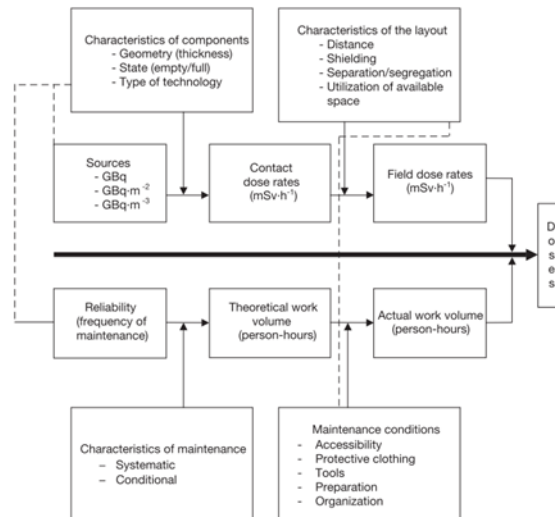 Characteristics of components
- Geometry (thickness)
- State (empty/full)
- Type of technology
Characteristics of the layout
- Distance
- Shielding
- Separation/segregation
- Utilization of available
space
Sources
- GBq
- GBq·m⁻²
- GBq·m⁻³
Contact
dose rates
(mSv·h⁻¹)
Field dose rates
(mSv·h⁻¹)
D
o
s
e
s
Reliability
(frequency of
maintenance)
Theoretical work
volume
(person-hours)
Actual work volume
(person-hours)
Characteristics of maintenance
– Systematic
– Conditional
Maintenance conditions
- Accessibility
- Protective clothing
- Tools
- Preparation
- Organization